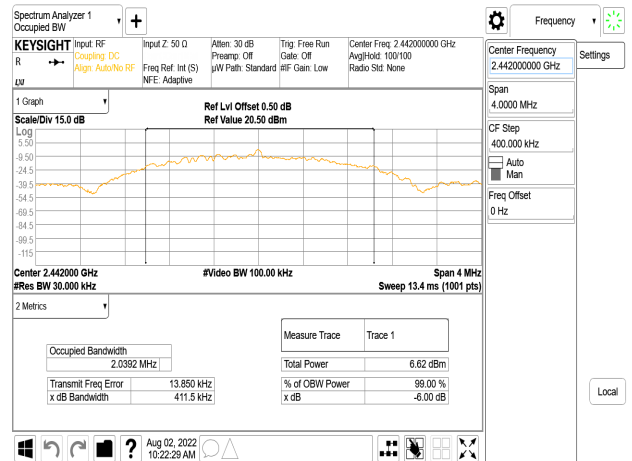 Spectrum Analyzer 1
Occupied BW
Frequency
KEYSIGHT
R
LXI
Input: RF
Coupling: DC
Align: Auto/No RF
Input Z: 50 Ω
Freq Ref: Int (S)
NFE: Adaptive
Atten: 30 dB
Preamp: Off
µW Path: Standard
Trig: Free Run
Gate: Off
#IF Gain: Low
Center Freq: 2.442000000 GHz
Avg|Hold: 100/100
Radio Std: None
1 Graph
Scale/Div 15.0 dB
Ref Lvl Offset 0.50 dB
Ref Value 20.50 dBm
Log
5.50
-9.50
-24.5
-39.5
-54.5
-69.5
-84.5
-99.5
-115
Center 2.442000 GHz
#Res BW 30.000 kHz
#Video BW 100.00 kHz
Span 4 MHz
Sweep 13.4 ms (1001 pts)
2 Metrics
Occupied Bandwidth
2.0392 MHz
Transmit Freq Error 13.850 kHz
x dB Bandwidth 411.5 kHz
Measure Trace Trace 1
Total Power 6.62 dBm
% of OBW Power 99.00 %
x dB -6.00 dB
Center Frequency
2.442000000 GHz
Settings
Span
4.0000 MHz
CF Step
400.000 kHz
Auto
Man
Freq Offset
0 Hz
Local
?
Aug 02, 2022
10:22:29 AM